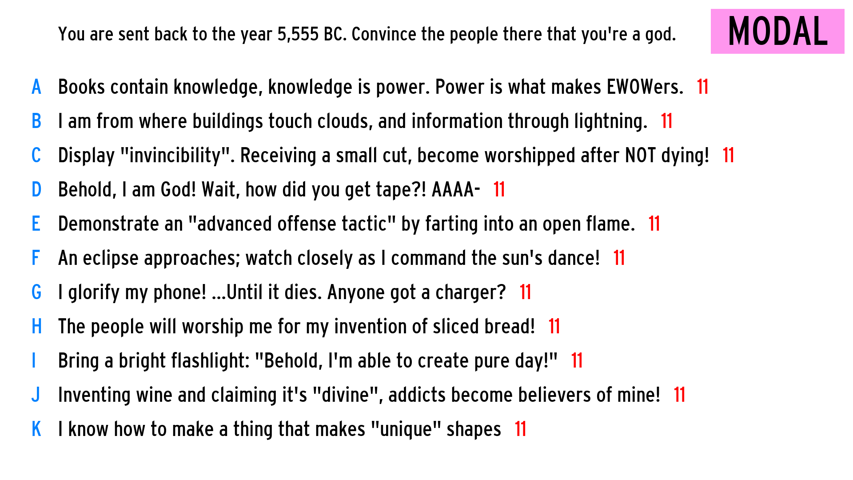 You are sent back to the year 5,555 BC. Convince the people there that you're a god.
MODAL
A Books contain knowledge, knowledge is power. Power is what makes EWOWers. 11
B I am from where buildings touch clouds, and information through lightning. 11
C Display "invincibility". Receiving a small cut, become worshipped after NOT dying! 11
D Behold, I am God! Wait, how did you get tape?! AAAA- 11
E Demonstrate an "advanced offense tactic" by farting into an open flame. 11
F An eclipse approaches; watch closely as I command the sun's dance! 11
G I glorify my phone! ...Until it dies. Anyone got a charger? 11
H The people will worship me for my invention of sliced bread! 11
I Bring a bright flashlight: "Behold, I'm able to create pure day!" 11
J Inventing wine and claiming it's "divine", addicts become believers of mine! 11
K I know how to make a thing that makes "unique" shapes 11